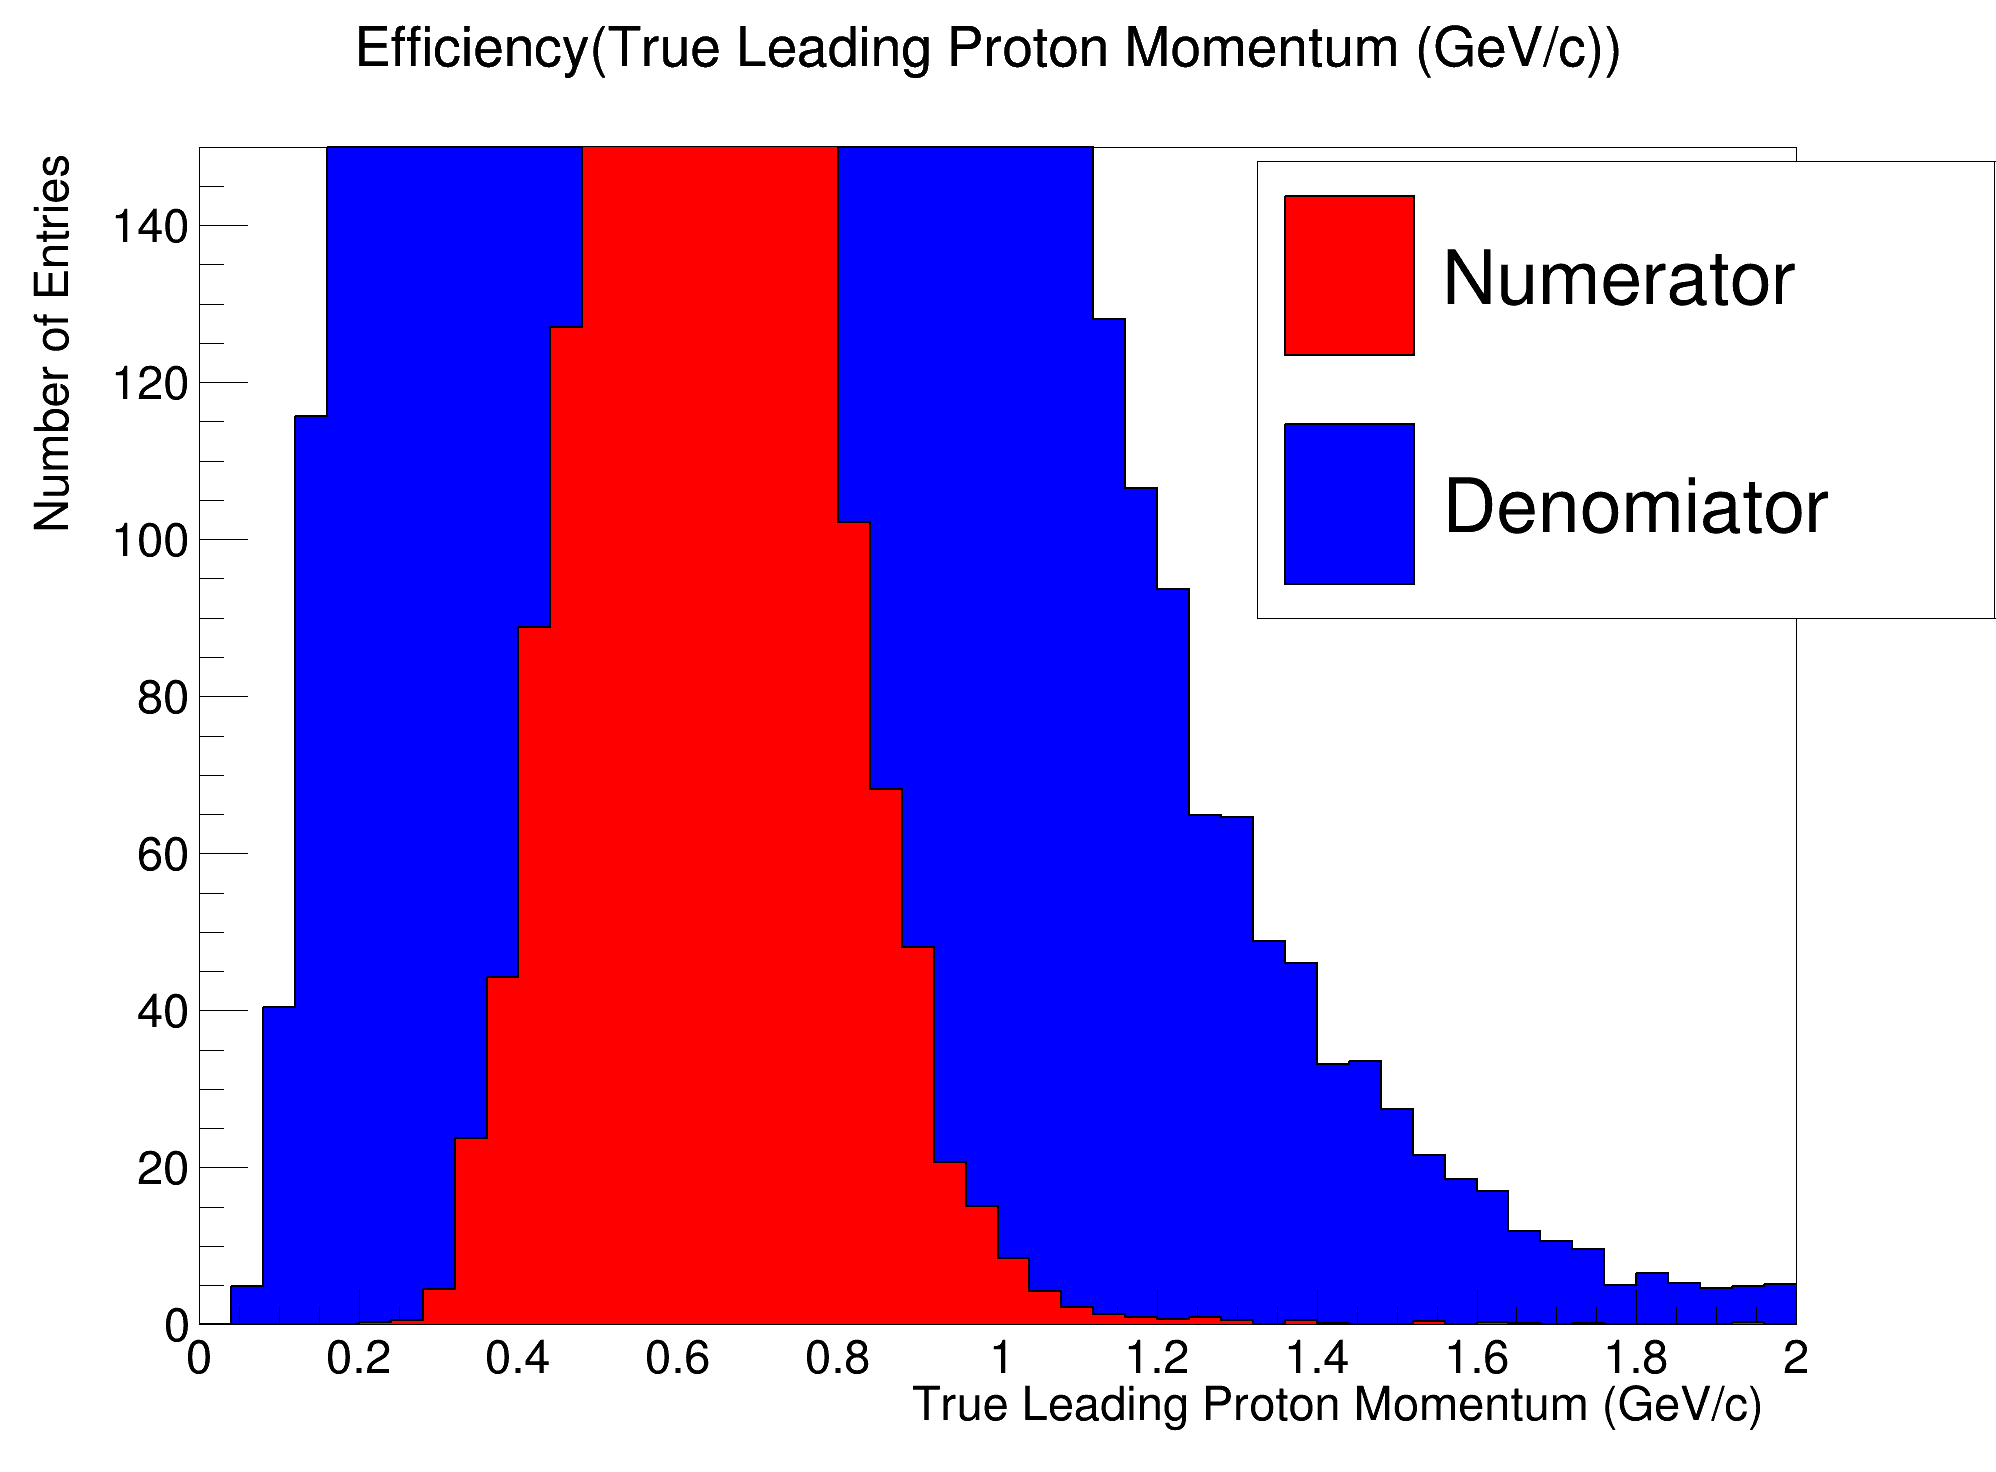 Efficiency(True Leading Proton Momentum (GeV/c))
Number of Entries
140
120
100
80
60
40
20
0
Numerator
Denomiator
0 0.2 0.4 0.6 0.8 1 1.2 1.4 1.6 1.8 2
True Leading Proton Momentum (GeV/c)